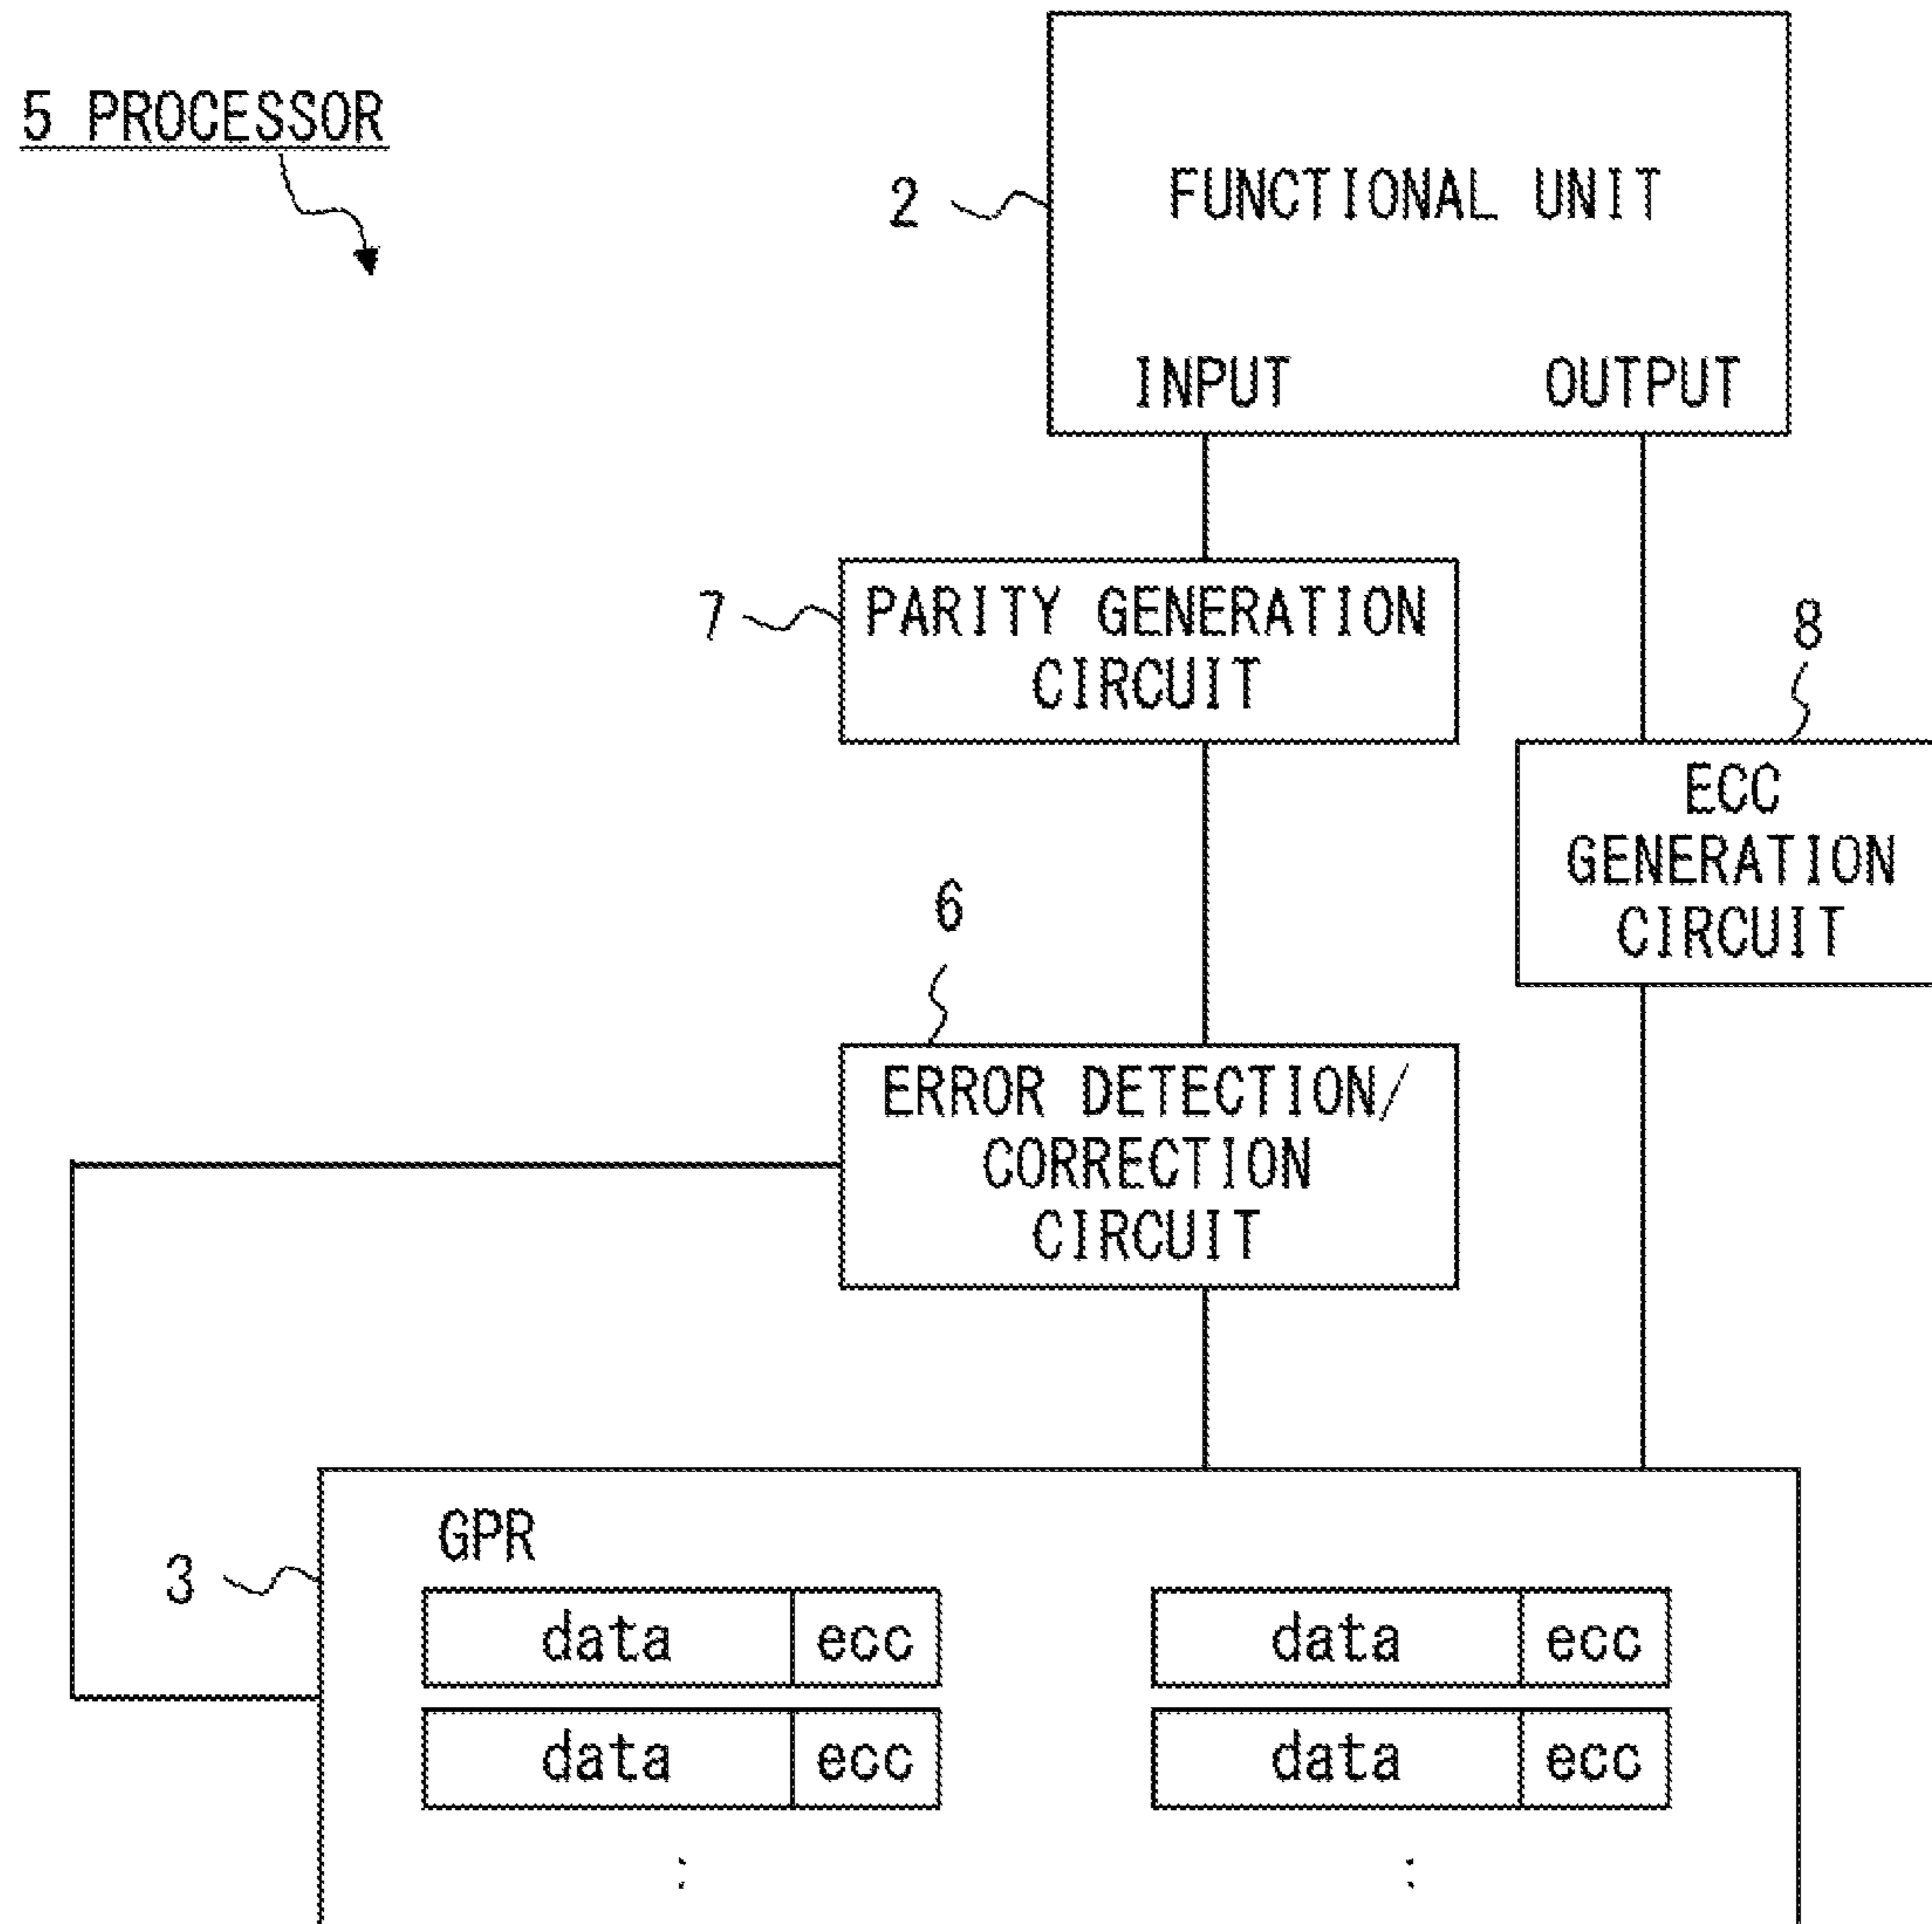 5 PROCESSOR
2
FUNCTIONAL UNIT
INPUT OUTPUT
7
PARITY GENERATION
CIRCUIT
8
ECC
GENERATION
CIRCUIT
6
ERROR DETECTION/
CORRECTION
CIRCUIT
3
GPR
data ecc data ecc
data ecc data ecc
:
: